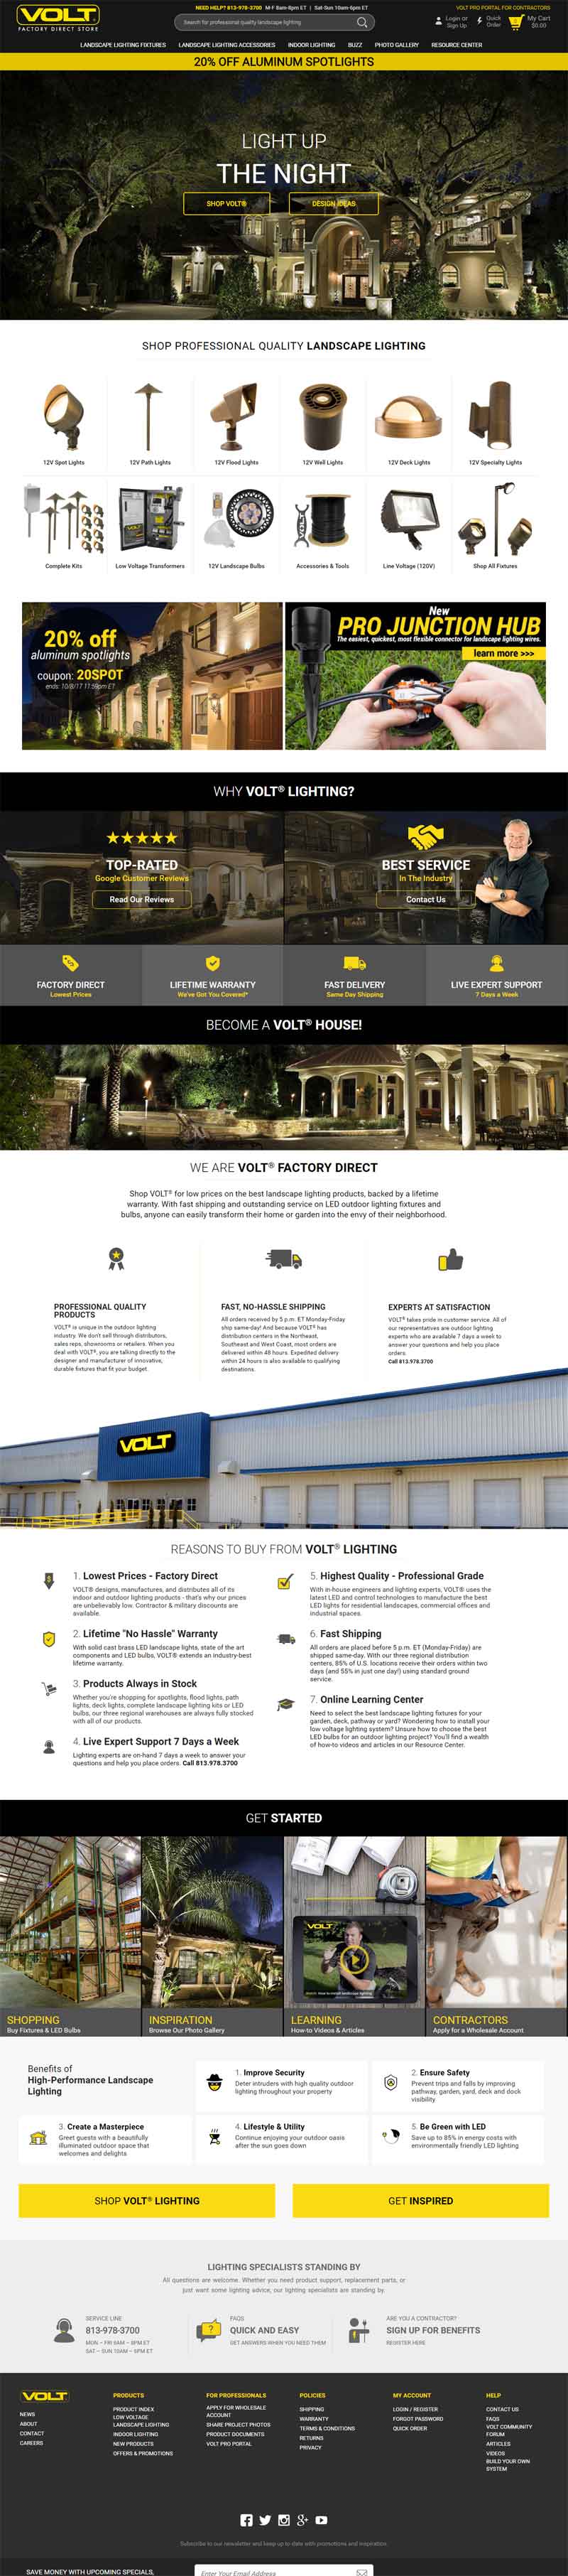 VOLT
FACTORY DIRECT STORE
NEED HELP? 813-978-3700 M-F 8am-8pm ET | Sat-Sun 10am-6pm ET
VOLT PRO PORTAL FOR CONTRACTORS
Search for professional quality landscape lighting
Login or
Sign Up
Quick
Order
My Cart
$0.00
LANDSCAPE LIGHTING FIXTURES LANDSCAPE LIGHTING ACCESSORIES INDOOR LIGHTING BUZZ PHOTO GALLERY RESOURCE CENTER
20% OFF ALUMINUM SPOTLIGHTS
LIGHT UP
THE NIGHT
SHOP VOLT® DESIGN IDEAS
SHOP PROFESSIONAL QUALITY LANDSCAPE LIGHTING
12V Spot Lights 12V Path Lights 12V Flood Lights 12V Well Lights 12V Deck Lights 12V Specialty Lights
Complete Kits Low Voltage Transformers 12V Landscape Bulbs Accessories & Tools Line Voltage (120V) Shop All Fixtures
20% off
aluminum spotlights
coupon: 20SPOT
ends: 10/8/17 11:59pm ET
New
PRO JUNCTION HUB
The easiest, quickest, most flexible connector for landscape lighting wires.
learn more >>>
WHY VOLT® LIGHTING?
TOP-RATED
Google Customer Reviews
Read Our Reviews
BEST SERVICE
In The Industry
Contact Us
FACTORY DIRECT
Lowest Prices
LIFETIME WARRANTY
We've Got You Covered*
FAST DELIVERY
Same Day Shipping
LIVE EXPERT SUPPORT
7 Days a Week
BECOME A VOLT® HOUSE!
WE ARE VOLT® FACTORY DIRECT
Shop VOLT® for low prices on the best landscape lighting products, backed by a lifetime
warranty. With fast shipping and outstanding service on LED outdoor lighting fixtures and
bulbs, anyone can easily transform their home or garden into the envy of their neighborhood.
PROFESSIONAL QUALITY
PRODUCTS
VOLT® is unique in the outdoor lighting
industry. We don't sell through distributors,
sales reps, showrooms or retailers. When you
deal with VOLT®, you are talking directly to the
designer and manufacturer of innovative,
durable fixtures that fit your budget.
FAST, NO-HASSLE SHIPPING
All orders received by 5 p.m. ET Monday-Friday
ship same-day! And because VOLT® has
distribution centers in the Northeast,
Southeast and West Coast, most orders are
delivered within 48 hours. Expedited delivery
within 24 hours is also available to qualifying
destinations.
EXPERTS AT SATISFACTION
VOLT® takes pride in customer service. All of
our representatives are outdoor lighting
experts who are available 7 days a week to
answer your questions and help you place
orders.
Call 813.978.3700
VOLT
REASONS TO BUY FROM VOLT® LIGHTING
1. Lowest Prices - Factory Direct
VOLT® designs, manufactures, and distributes all of its
indoor and outdoor lighting products - that's why our prices
are unbelievably low. Contractor & military discounts are
available.
2. Lifetime "No Hassle" Warranty
With solid cast brass LED landscape lights, state of the art
components and LED bulbs, VOLT® extends an industry-best
lifetime warranty.
3. Products Always in Stock
Whether you're shopping for spotlights, flood lights, path
lights, deck lights, complete landscape lighting kits or LED
bulbs, our three regional warehouses are always fully stocked
with all of our products.
4. Live Expert Support 7 Days a Week
Lighting experts are on-hand 7 days a week to answer your
questions and help you place orders. Call 813.978.3700
5. Highest Quality - Professional Grade
With in-house engineers and lighting experts, VOLT® uses the
latest LED and control technologies to manufacture the best
LED lights for residential landscapes, commercial offices and
industrial spaces.
6. Fast Shipping
All orders are placed before 5 p.m. ET (Monday-Friday) are
shipped same-day. With our three regional distribution
centers, 85% of U.S. locations receive their orders within two
days (and 55% in just one day!) using standard ground
service.
7. Online Learning Center
Need to select the best landscape lighting fixtures for your
garden, deck, pathway or yard? Wondering how to install your
low voltage lighting system? Unsure how to choose the best
LED bulbs for an outdoor lighting project? You'll find a wealth
of how-to videos and articles in our Resource Center.
GET STARTED
VOLT
SHOPPING
Buy Fixtures & LED Bulbs
INSPIRATION
Browse Our Photo Gallery
LEARNING
How-to Videos & Articles
CONTRACTORS
Apply for a Wholesale Account
Benefits of
High-Performance Landscape
Lighting
1. Improve Security
Deter intruders with high quality outdoor
lighting throughout your property
2. Ensure Safety
Prevent trips and falls by improving
pathway, garden, yard, deck and dock
visibility
3. Create a Masterpiece
Greet guests with a beautifully
illuminated outdoor space that
welcomes and delights
4. Lifestyle & Utility
Continue enjoying your outdoor oasis
after the sun goes down
5. Be Green with LED
Save up to 85% in energy costs with
environmentally friendly LED lighting
SHOP VOLT® LIGHTING
GET INSPIRED
LIGHTING SPECIALISTS STANDING BY
All questions are welcome. Whether you need product support, replacement parts, or
just want some lighting advice, our lighting specialists are standing by.
SERVICE LINE
813-978-3700
MON - FRI 8AM - 8PM ET
SAT - SUN 10AM - 6PM ET
FAQS
QUICK AND EASY
GET ANSWERS WHEN YOU NEED THEM
ARE YOU A CONTRACTOR?
SIGN UP FOR BENEFITS
REGISTER HERE
VOLT
NEWS
ABOUT
CONTACT
CAREERS
PRODUCTS
PRODUCT INDEX
LOW VOLTAGE
LANDSCAPE LIGHTING
INDOOR LIGHTING
NEW PRODUCTS
OFFERS & PROMOTIONS
FOR PROFESSIONALS
APPLY FOR WHOLESALE
ACCOUNT
SHARE PROJECT PHOTOS
PRODUCT DOCUMENTS
VOLT PRO PORTAL
POLICIES
SHIPPING
WARRANTY
TERMS & CONDITIONS
RETURNS
PRIVACY
MY ACCOUNT
LOGIN / REGISTER
FORGOT PASSWORD
QUICK ORDER
HELP
CONTACT US
FAQS
VOLT COMMUNITY
FORUM
ARTICLES
VIDEOS
BUILD YOUR OWN
SYSTEM
Subscribe to our newsletter and keep up to date with promotions and inspiration.
SAVE MONEY WITH UPCOMING SPECIALS,
Enter Your Email Address